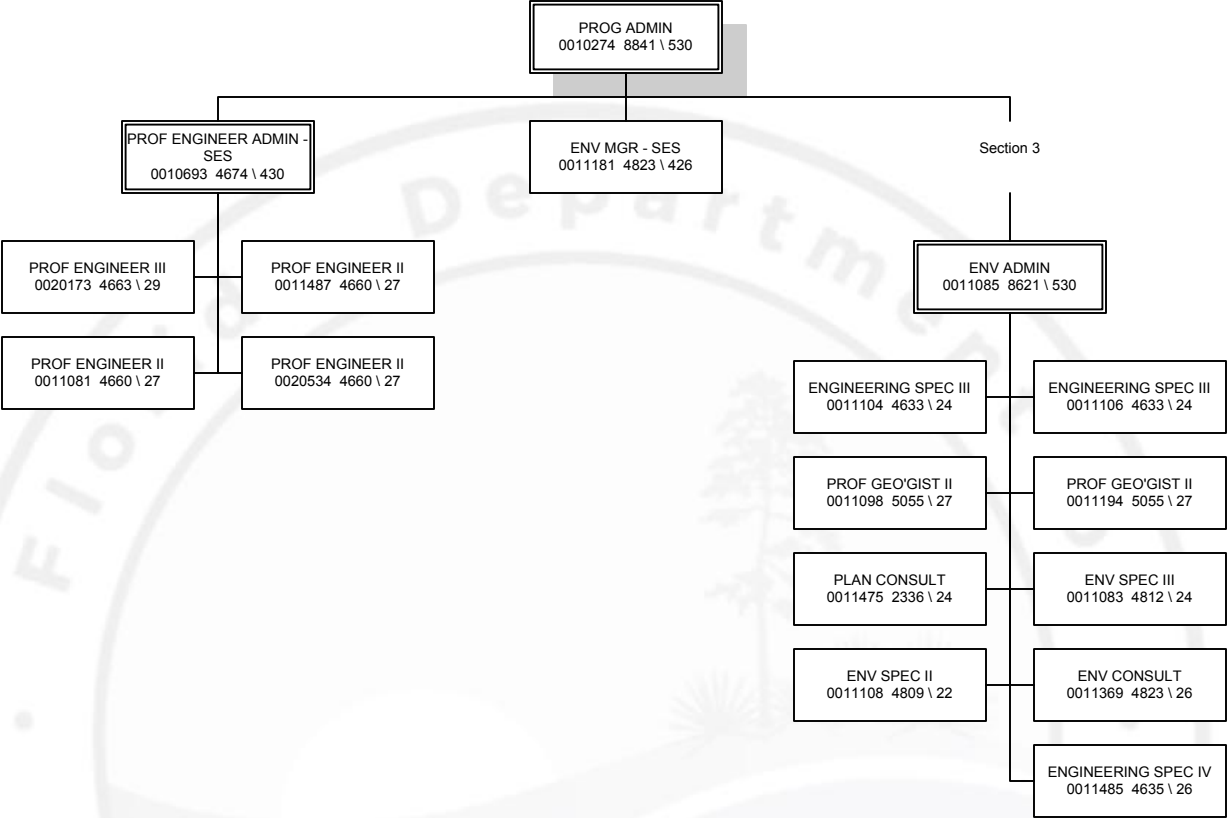 PROG ADMIN
0010274 8841 \ 530
PROF ENGINEER ADMIN -
SES
0010693 4674 \ 430
ENV MGR - SES
0011181 4823 \ 426
Section 3
PROF ENGINEER III
0020173 4663 \ 29
PROF ENGINEER II
0011487 4660 \ 27
PROF ENGINEER II
0011081 4660 \ 27
PROF ENGINEER II
0020534 4660 \ 27
ENV ADMIN
0011085 8621 \ 530
ENGINEERING SPEC III
0011104 4633 \ 24
ENGINEERING SPEC III
0011106 4633 \ 24
PROF GEO'GIST II
0011098 5055 \ 27
PROF GEO'GIST II
0011194 5055 \ 27
PLAN CONSULT
0011475 2336 \ 24
ENV SPEC III
0011083 4812 \ 24
ENV SPEC II
0011108 4809 \ 22
ENV CONSULT
0011369 4823 \ 26
ENGINEERING SPEC IV
0011485 4635 \ 26
Florida Department